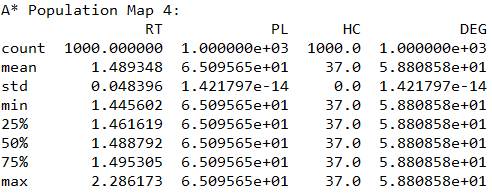 A* Population Map 4:
RT PL HC DEG
count 1000.000000 1.000000e+03 1000.0 1.000000e+03
mean 1.489348 6.509565e+01 37.0 5.880858e+01
std 0.048396 1.421797e-14 0.0 1.421797e-14
min 1.445602 6.509565e+01 37.0 5.880858e+01
25% 1.461619 6.509565e+01 37.0 5.880858e+01
50% 1.488792 6.509565e+01 37.0 5.880858e+01
75% 1.495305 6.509565e+01 37.0 5.880858e+01
max 2.286173 6.509565e+01 37.0 5.880858e+01